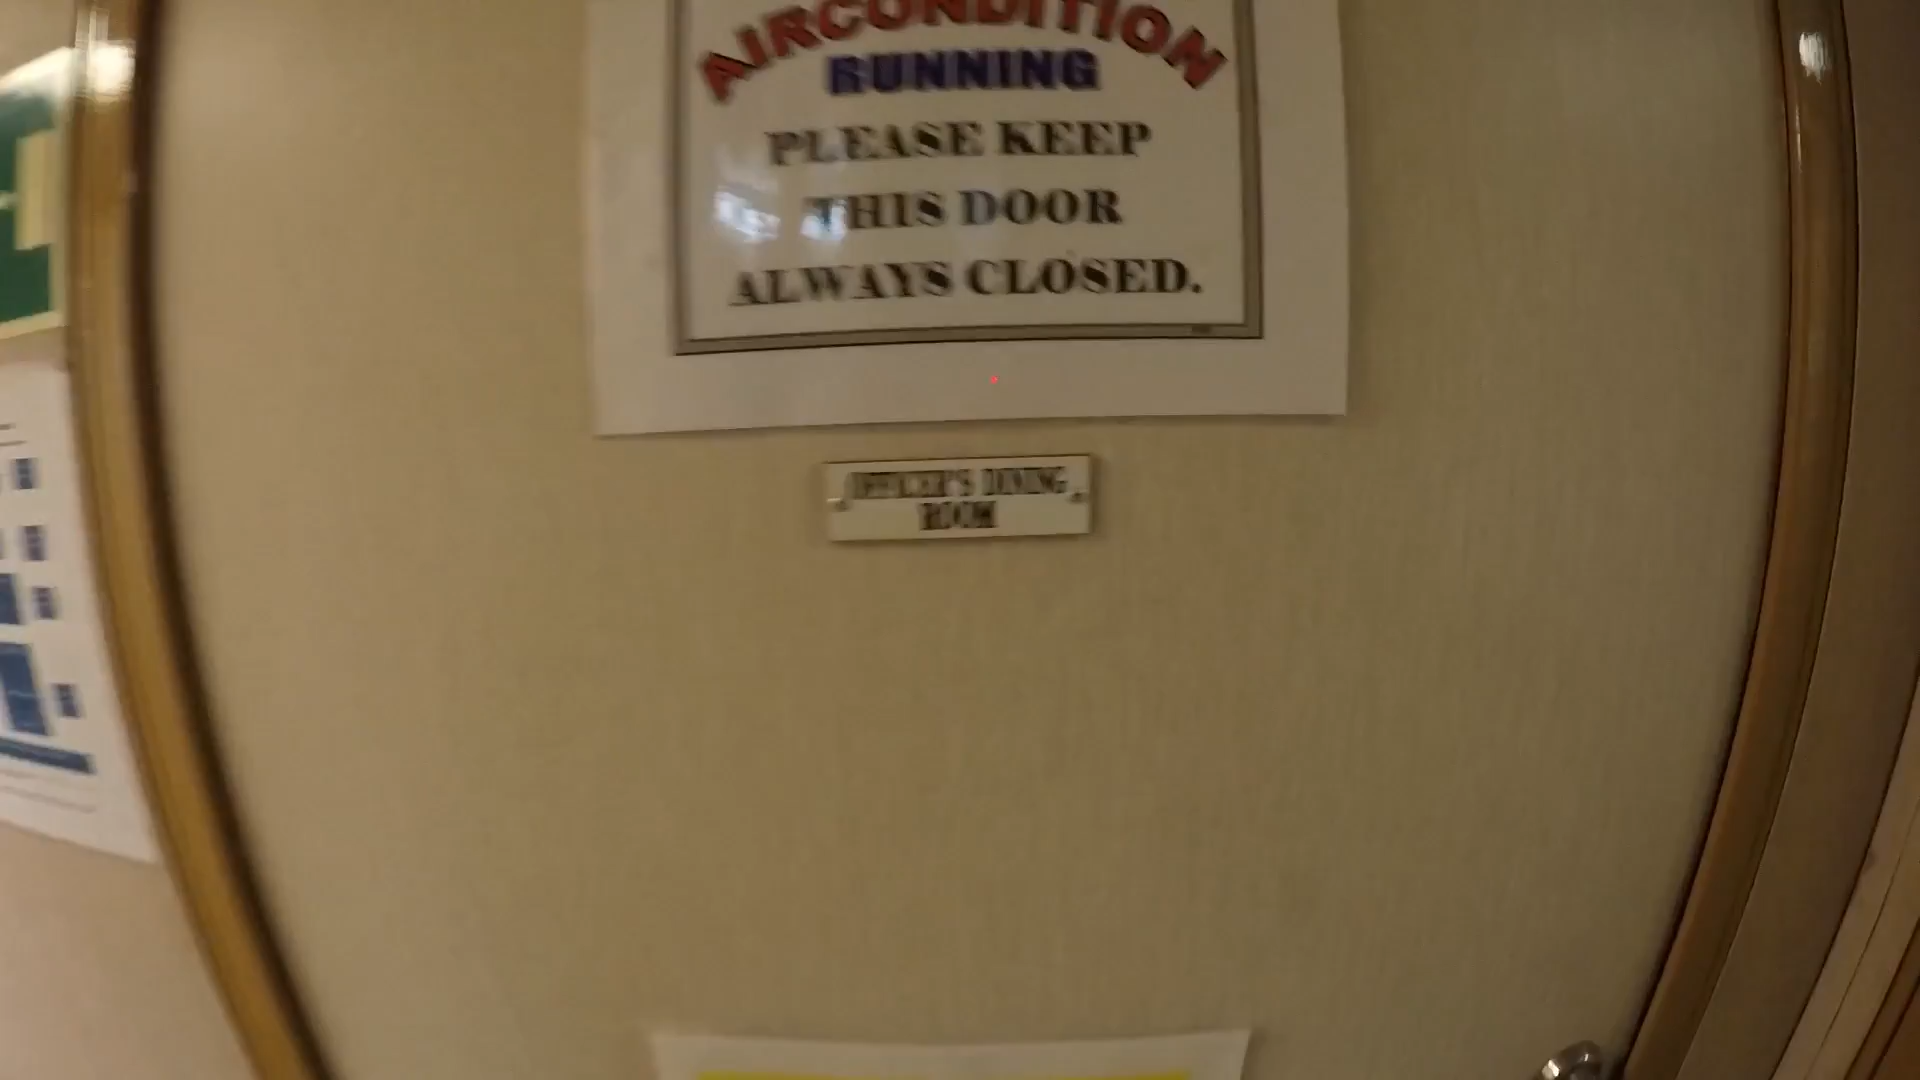 AIRCONDITION
RUNNING
PLEASE KEEP
THIS DOOR
ALWAYS CLOSED.
OFFICER'S DINING
ROOM